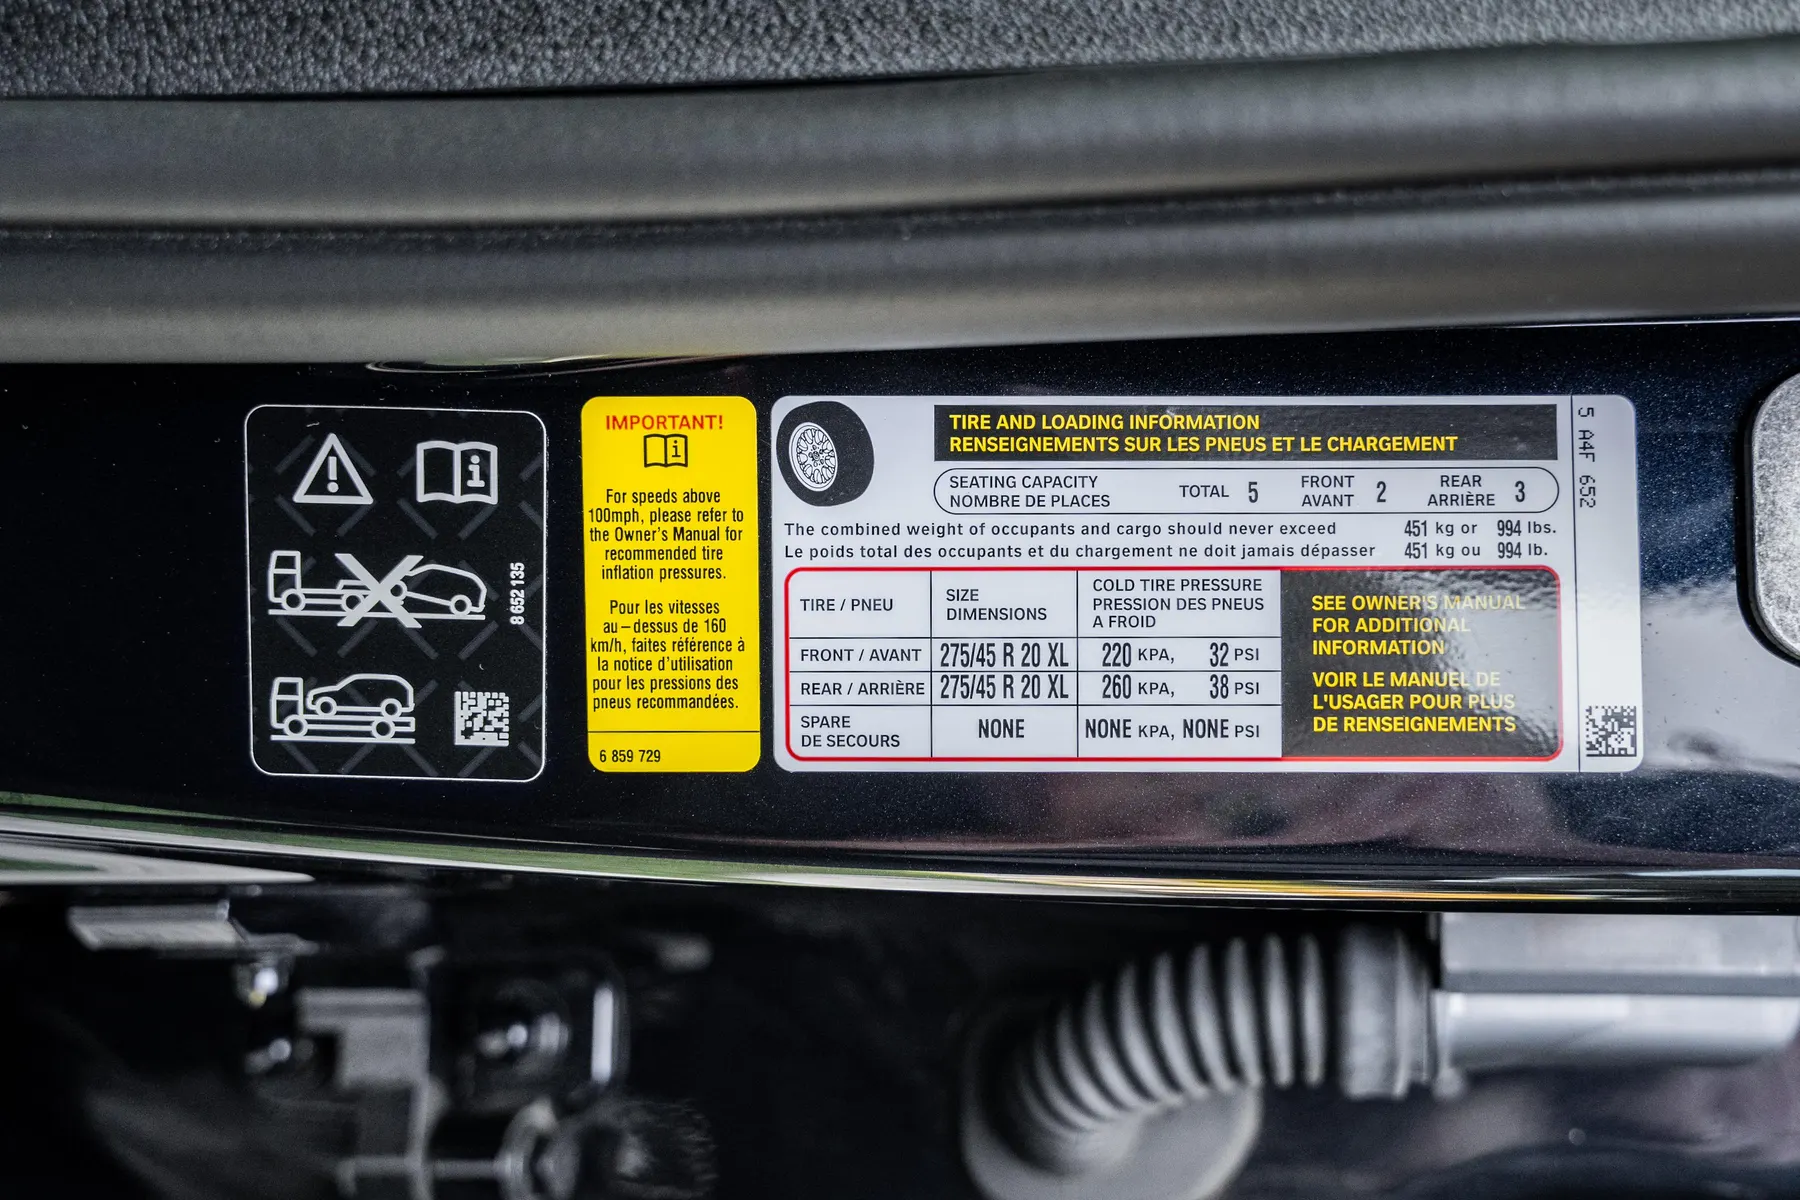 8 652 135
IMPORTANT!
For speeds above
100mph, please refer to
the Owner's Manual for
recommended tire
inflation pressures.
Pour les vitesses
au–dessus de 160
km/h, faites référence à
la notice d'utilisation
pour les pressions des
pneus recommandées.
6 859 729
TIRE AND LOADING INFORMATION
RENSEIGNEMENTS SUR LES PNEUS ET LE CHARGEMENT
SEATING CAPACITY
NOMBRE DE PLACES
TOTAL 5
FRONT
AVANT 2
REAR
ARRIÈRE 3
The combined weight of occupants and cargo should never exceed 451 kg or 994 lbs.
Le poids total des occupants et du chargement ne doit jamais dépasser 451 kg ou 994 lb.
TIRE / PNEU
SIZE
DIMENSIONS
COLD TIRE PRESSURE
PRESSION DES PNEUS
A FROID
FRONT / AVANT 275/45 R 20 XL 220 KPA, 32 PSI
REAR / ARRIÈRE 275/45 R 20 XL 260 KPA, 38 PSI
SPARE
DE SECOURS
NONE NONE KPA, NONE PSI
SEE OWNER'S MANUAL
FOR ADDITIONAL
INFORMATION
VOIR LE MANUEL DE
L'USAGER POUR PLUS
DE RENSEIGNEMENTS
5 A4F 652